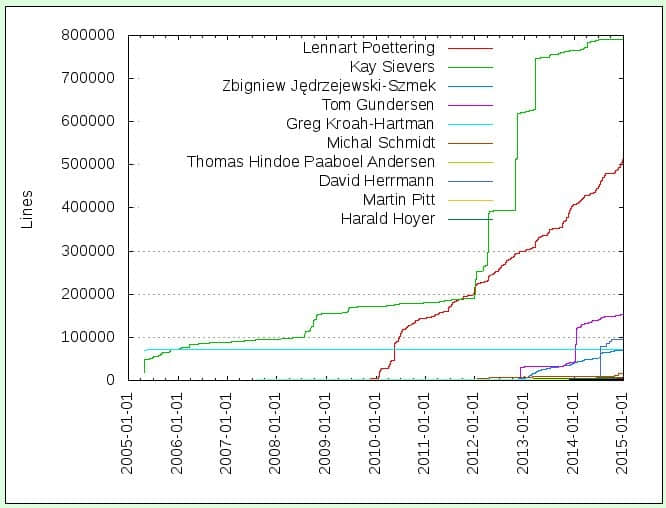 800000
700000
600000
500000
400000
300000
200000
100000
0
Lines
Lennart Poettering
Kay Sievers
Zbigniew Jędrzejewski-Szmek
Tom Gundersen
Greg Kroah-Hartman
Michal Schmidt
Thomas Hindoe Paaboel Andersen
David Herrmann
Martin Pitt
Harald Hoyer
2005-01-01
2006-01-01
2007-01-01
2008-01-01
2009-01-01
2010-01-01
2011-01-01
2012-01-01
2013-01-01
2014-01-01
2015-01-01